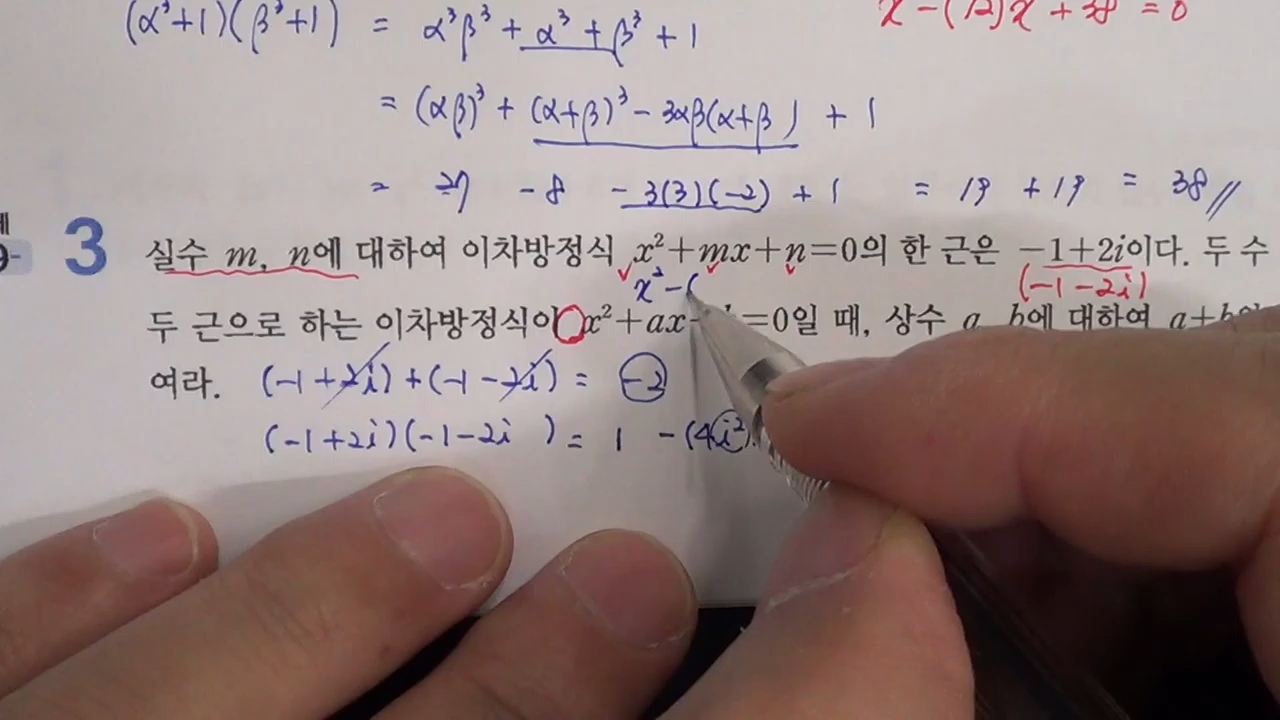 (α³+1)(β³+1) = α³β³ + α³ + β³ + 1
x - (12)x + 38 = 0
= (αβ)³ + (α+β)³ - 3αβ(α+β) + 1
= 27 - 8 - 3(3)(-2) + 1 = 19 + 19 = 38 //
3 실수 m, n에 대하여 이차방정식 x²+mx+n=0의 한 근은 -1+2i이다. 두 수
x² - (
(-1-2i)
두 근으로 하는 이차방정식이 x²+ax =0일 때, 상수 a, b에 대하여 a+b
여라. (-1+2i)+(-1-2i) = -2
(-1+2i)(-1-2i) = 1 - (4i²)